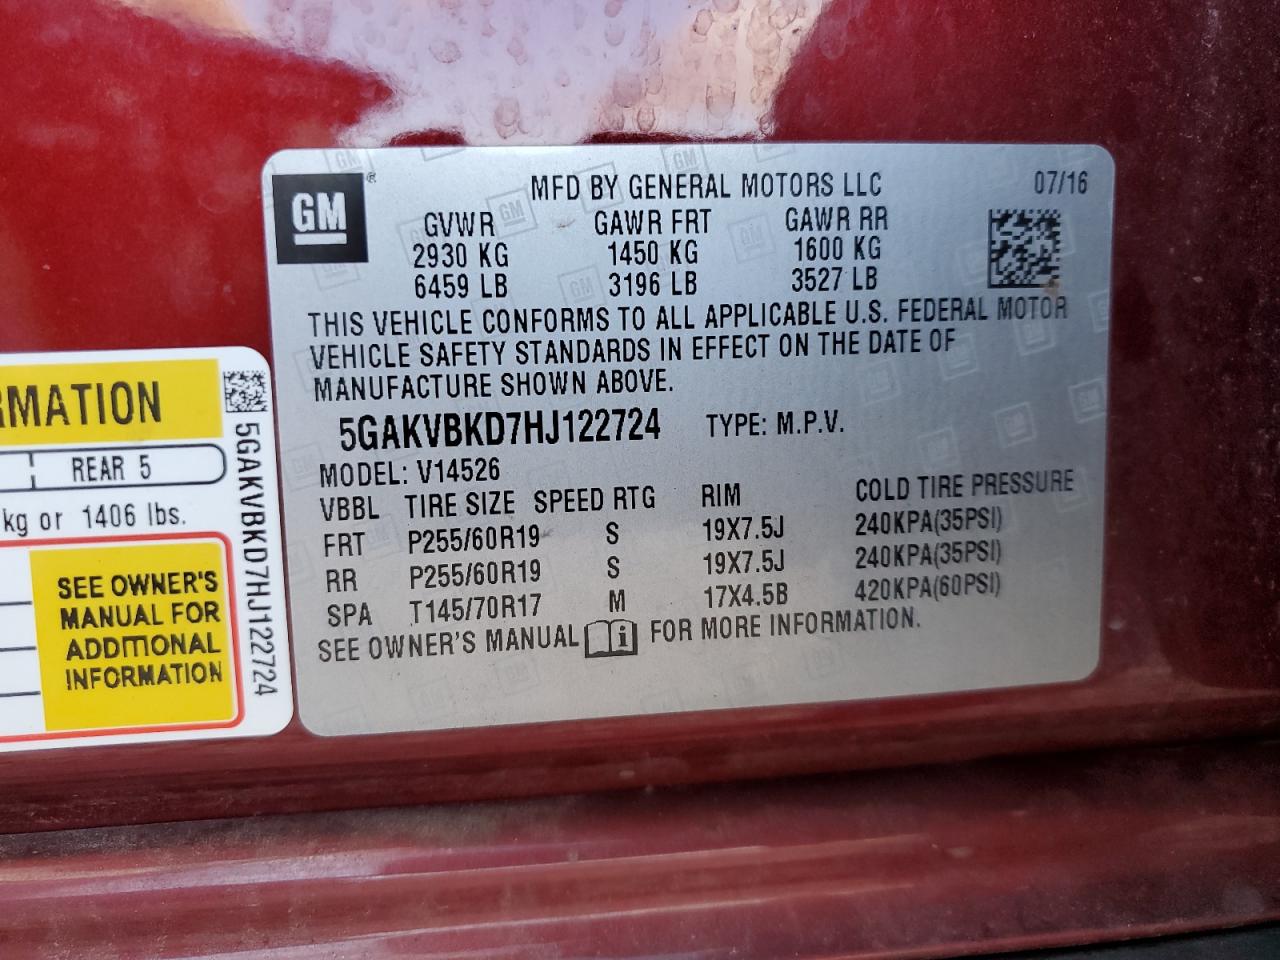 GM
®
MFD BY GENERAL MOTORS LLC 07/16
GVWR GAWR FRT GAWR RR
2930 KG 1450 KG 1600 KG
6459 LB 3196 LB 3527 LB
THIS VEHICLE CONFORMS TO ALL APPLICABLE U.S. FEDERAL MOTOR
VEHICLE SAFETY STANDARDS IN EFFECT ON THE DATE OF
MANUFACTURE SHOWN ABOVE.
5GAKVBKD7HJ122724 TYPE: M.P.V.
MODEL: V14526
VBBL TIRE SIZE SPEED RTG RIM COLD TIRE PRESSURE
FRT P255/60R19 S 19X7.5J 240KPA(35PSI)
RR P255/60R19 S 19X7.5J 240KPA(35PSI)
SPA T145/70R17 M 17X4.5B 420KPA(60PSI)
SEE OWNER'S MANUAL i FOR MORE INFORMATION.
RMATION
REAR 5
kg or 1406 lbs.
SEE OWNER'S
MANUAL FOR
ADDITIONAL
INFORMATION
5GAKVBKD7HJ122724